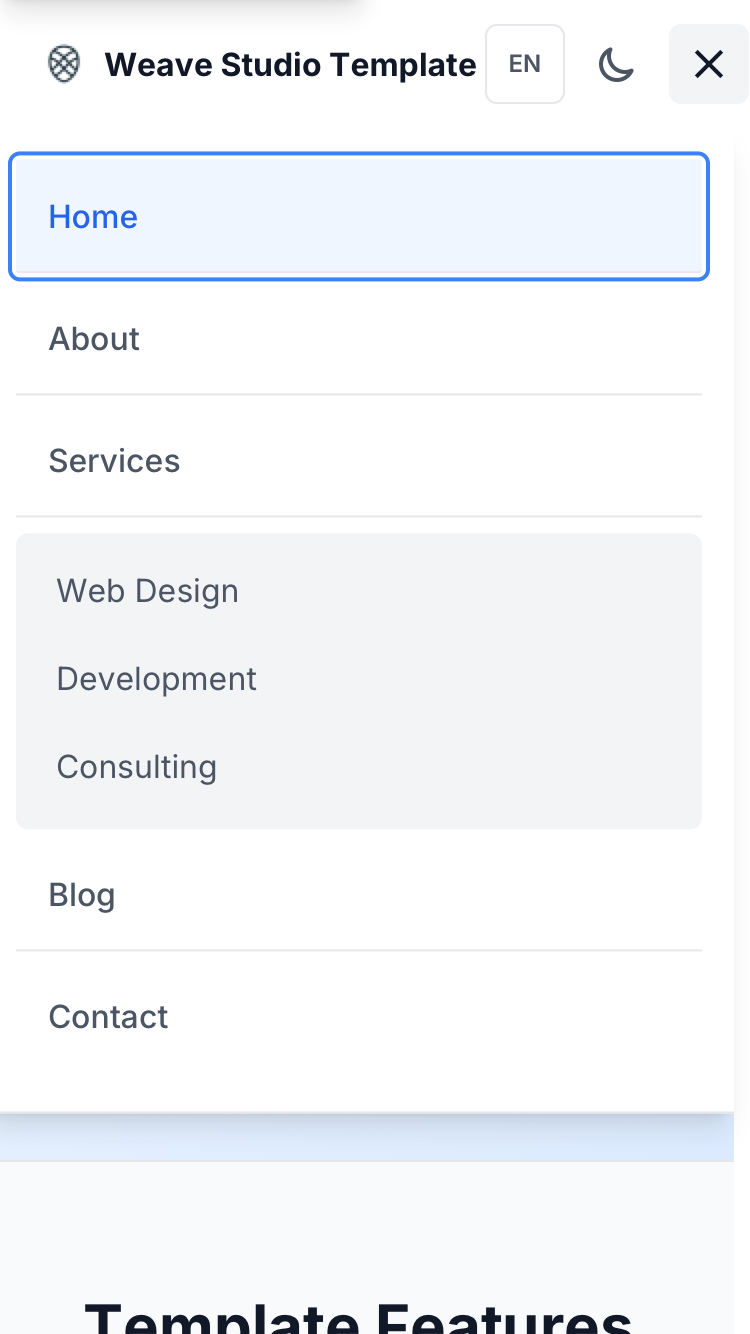 Weave Studio Template EN
Home
About
Services
Web Design
Development
Consulting
Blog
Contact
Template Features